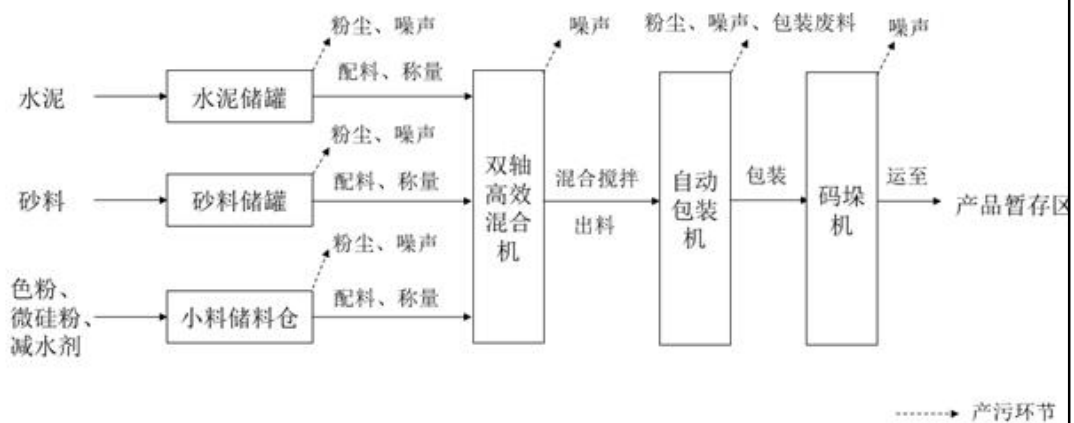 粉尘、噪声
噪声
粉尘、噪声、包装废料
噪声
水泥
水泥储罐
配料、称量
粉尘、噪声
砂料
砂料储罐
配料、称量
双轴
高效
混合
机
混合搅拌
出料
自动
包装
机
包装
码垛
机
运至
产品暂存区
粉尘、噪声
色粉、
微硅粉、
减水剂
小料储料仓
配料、称量
产污环节